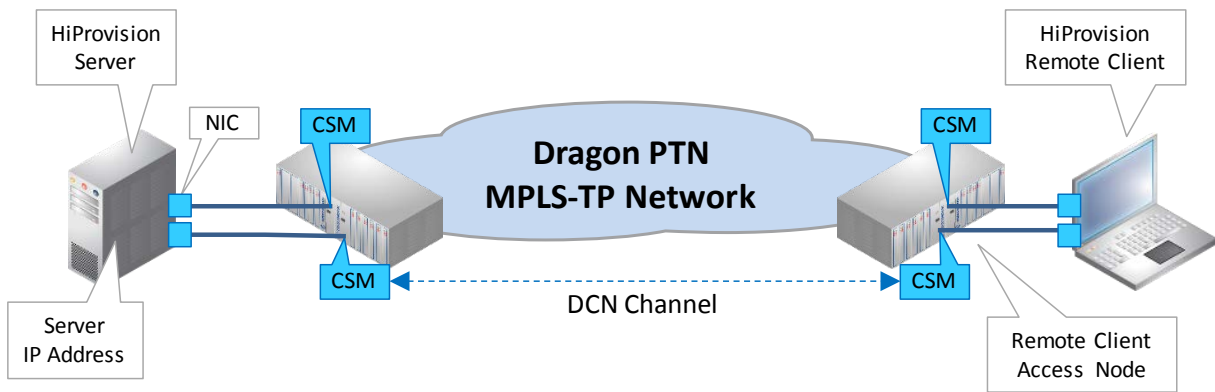 HiProvision
Server
NIC
CSM
Dragon PTN
MPLS-TP Network
CSM
HiProvision
Remote Client
CSM
CSM
DCN Channel
Server
IP Address
Remote Client
Access Node